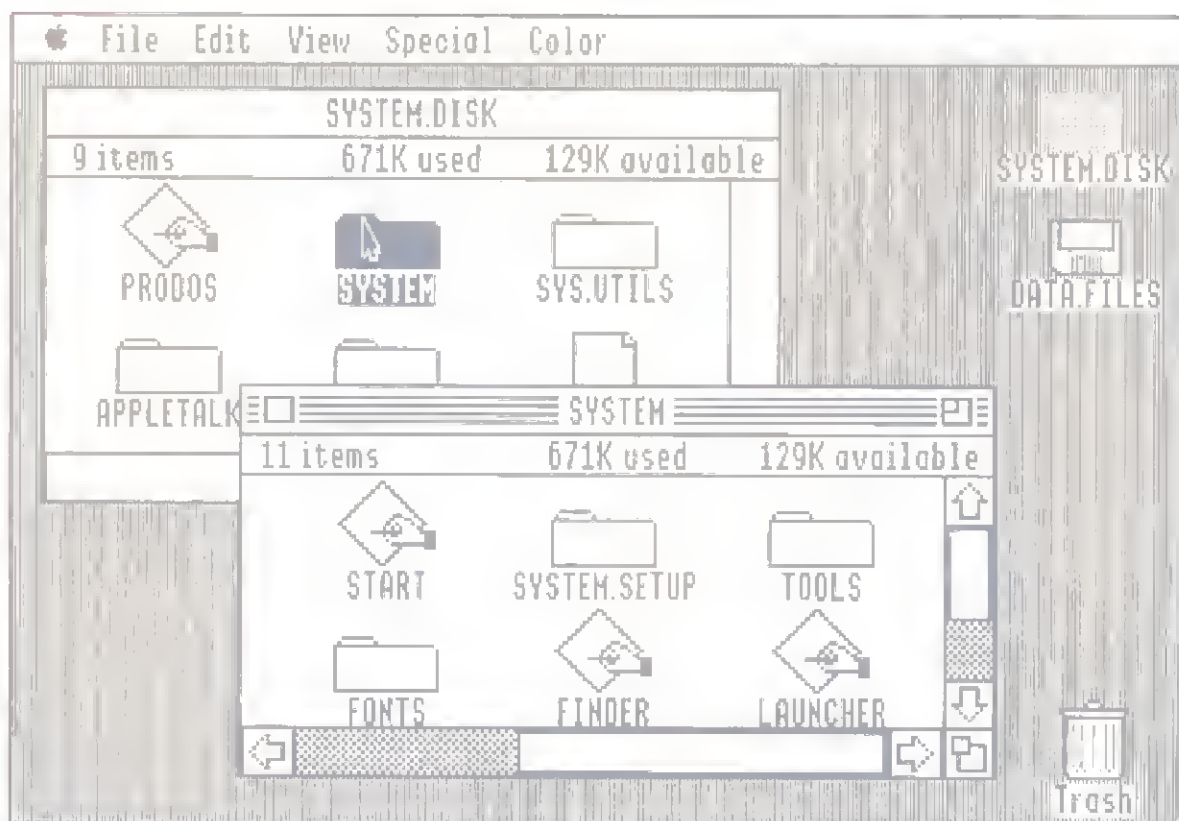 File Edit View Special Color
SYSTEM.DISK
9 items 671K used 129K available
PRODOS SYSTEM SYS.UTILS
APPLETALK
SYSTEM
11 items 671K used 129K available
START SYSTEM.SETUP TOOLS
FONTS FINDER LAUNCHER
SYSTEM.DISK
DATA.FILES
Trash